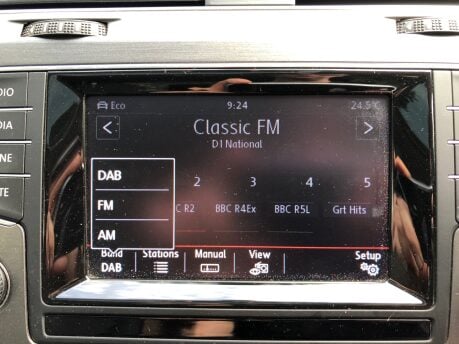 Eco 9:24 24.5°C
Classic FM
D1 National
DAB
FM
AM
2 3 4 5
R2 BBC R4Ex BBC R5L Grt Hits
Band Stations Manual View Setup
DAB